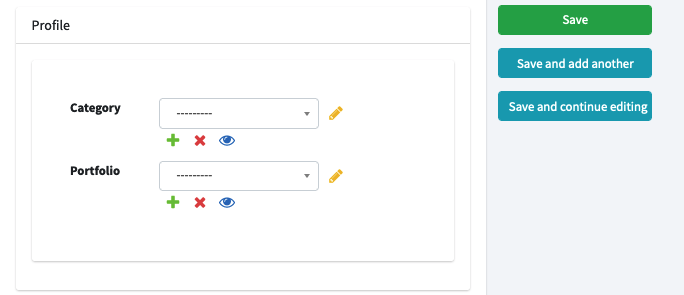 Profile
Category
---------
Portfolio
---------
Save
Save and add another
Save and continue editing